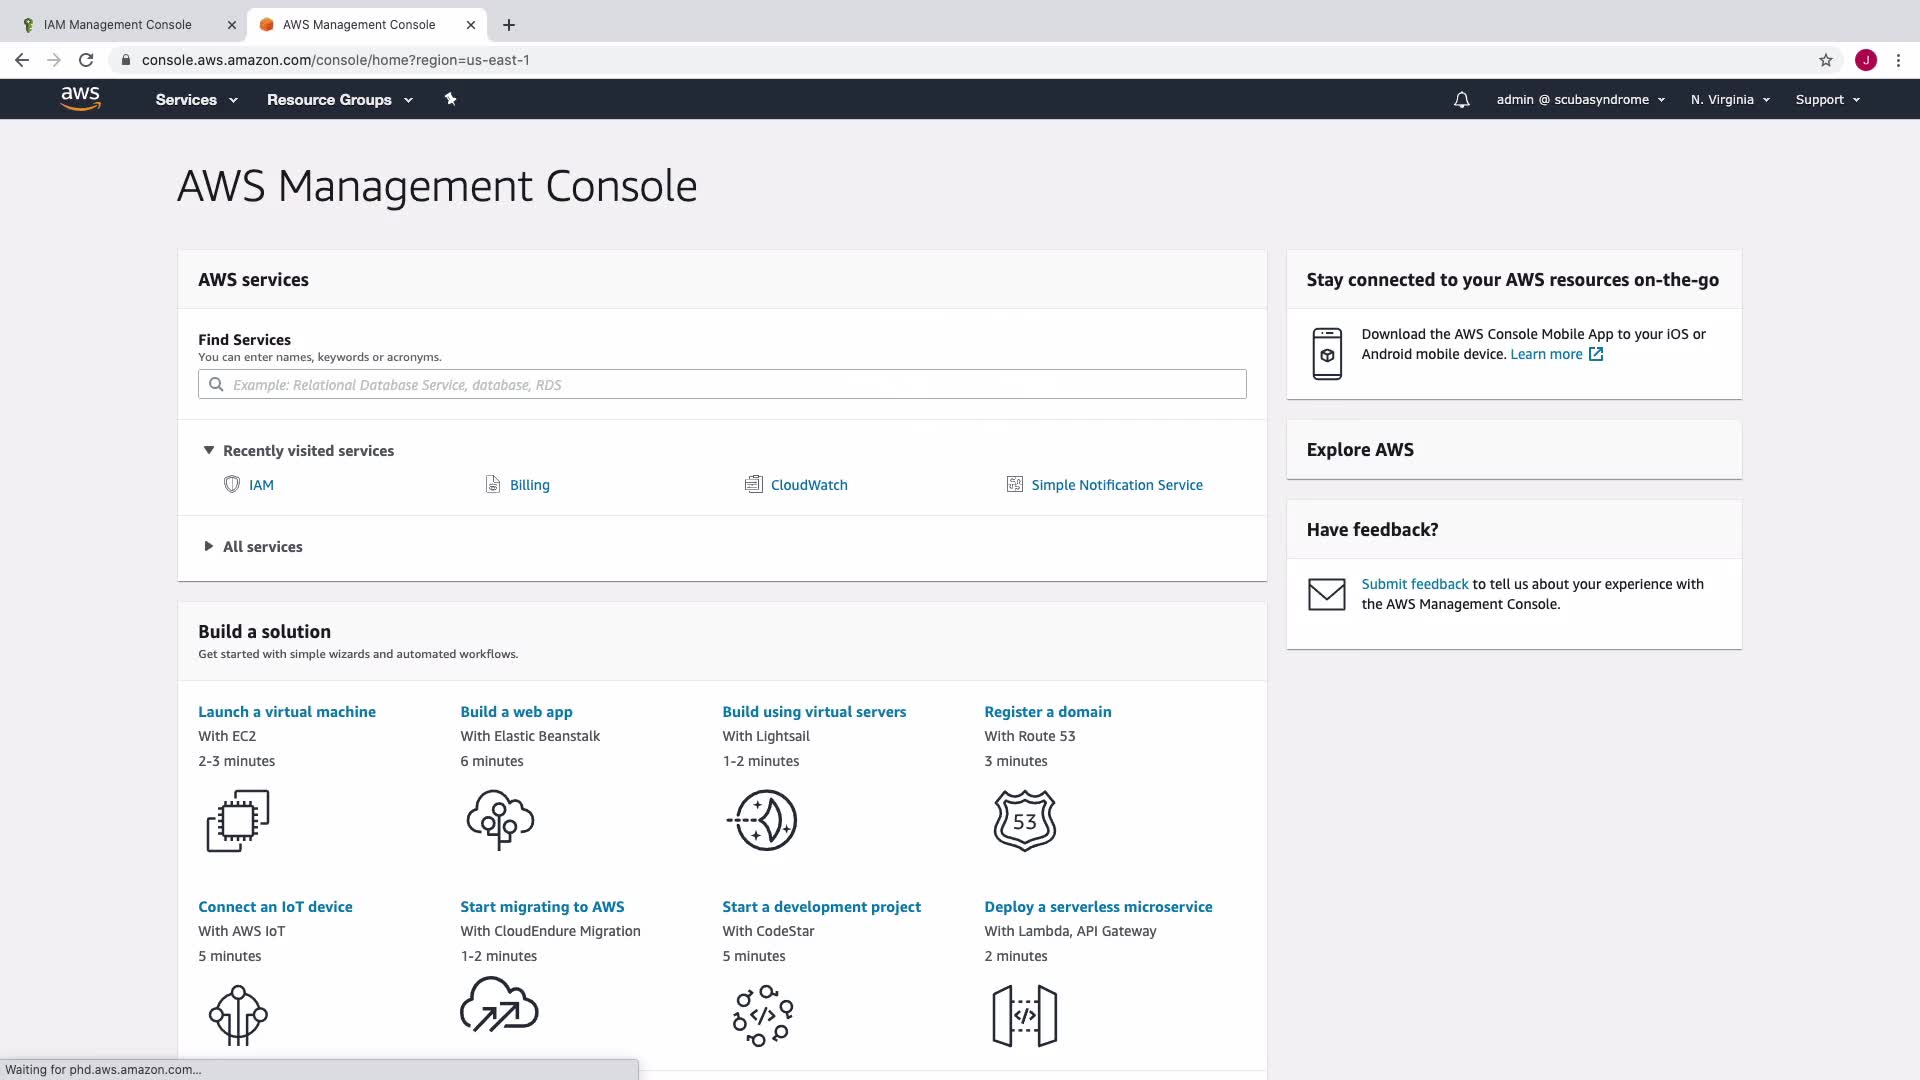 IAM Management Console
AWS Management Console
console.aws.amazon.com/console/home?region=us-east-1
J
aws
Services
Resource Groups
admin @ scubasyndrome
N. Virginia
Support
AWS Management Console
AWS services
Find Services
You can enter names, keywords or acronyms.
Example: Relational Database Service, database, RDS
Recently visited services
IAM
Billing
CloudWatch
Simple Notification Service
All services
Stay connected to your AWS resources on-the-go
Download the AWS Console Mobile App to your iOS or
Android mobile device. Learn more
Explore AWS
Have feedback?
Submit feedback to tell us about your experience with
the AWS Management Console.
Build a solution
Get started with simple wizards and automated workflows.
Launch a virtual machine
With EC2
2-3 minutes
Build a web app
With Elastic Beanstalk
6 minutes
Build using virtual servers
With Lightsail
1-2 minutes
Register a domain
With Route 53
3 minutes
53
Connect an IoT device
With AWS IoT
5 minutes
Start migrating to AWS
With CloudEndure Migration
1-2 minutes
Start a development project
With CodeStar
5 minutes
</>
Deploy a serverless microservice
With Lambda, API Gateway
2 minutes
</>
Waiting for phd.aws.amazon.com...